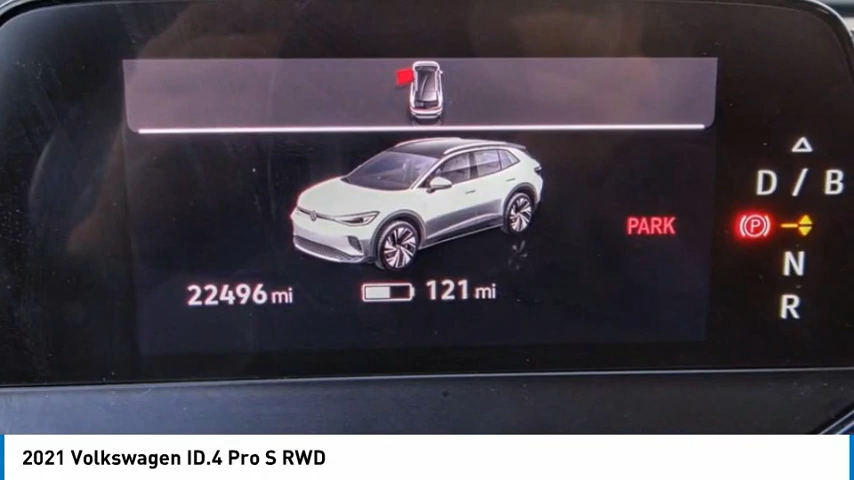 D / B
PARK
P
N
22496 mi
121 mi
R
2021 Volkswagen ID.4 Pro S RWD